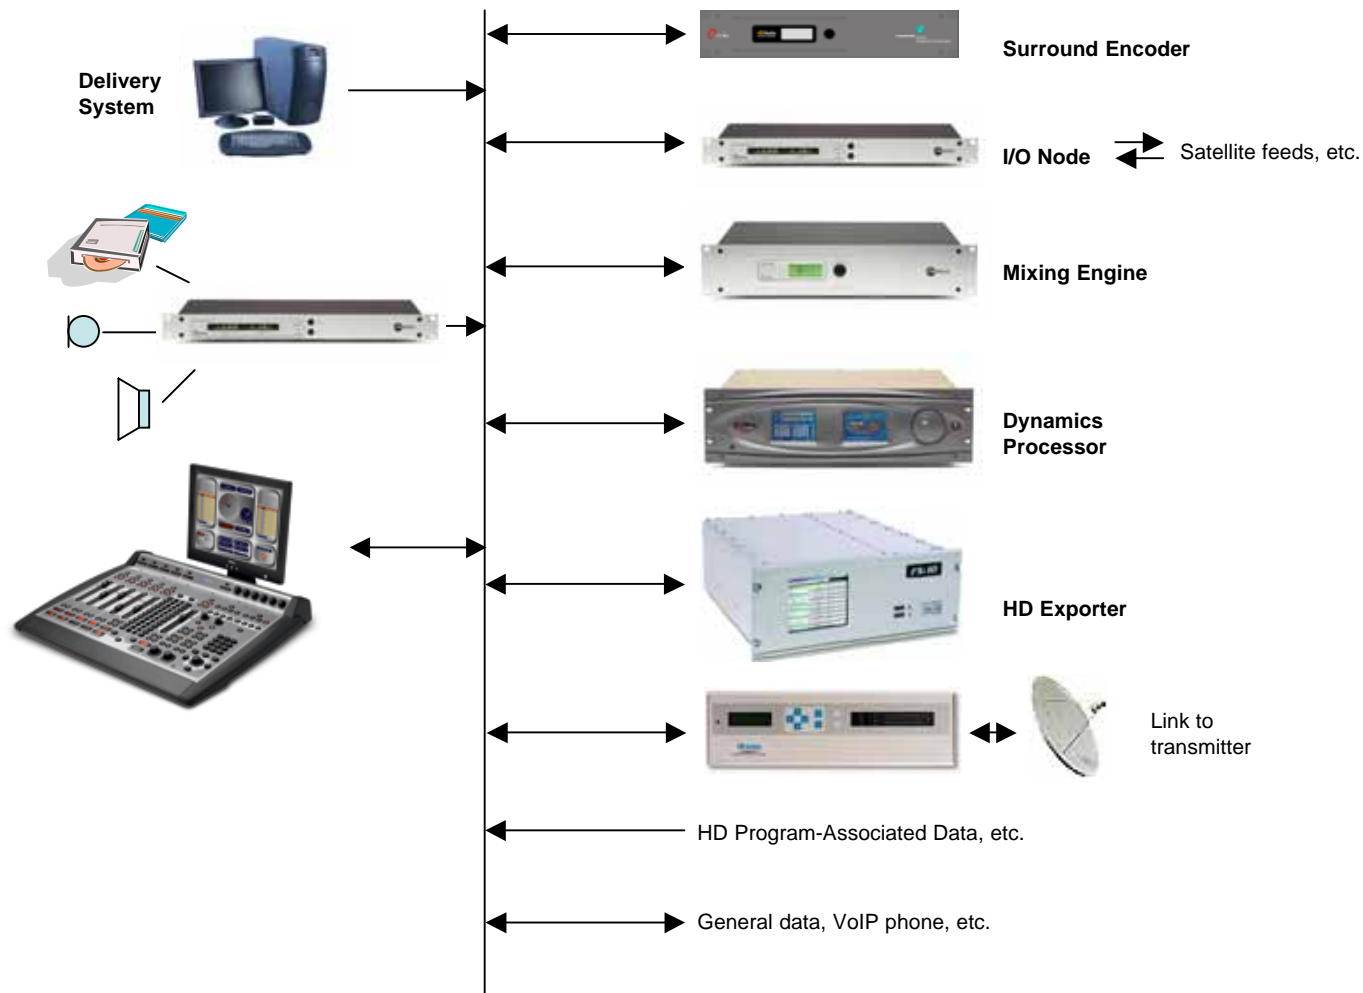 Surround Encoder
Delivery
System
I/O Node
Satellite feeds, etc.
Mixing Engine
Dynamics
Processor
HD Exporter
Link to
transmitter
HD Program-Associated Data, etc.
General data, VoIP phone, etc.